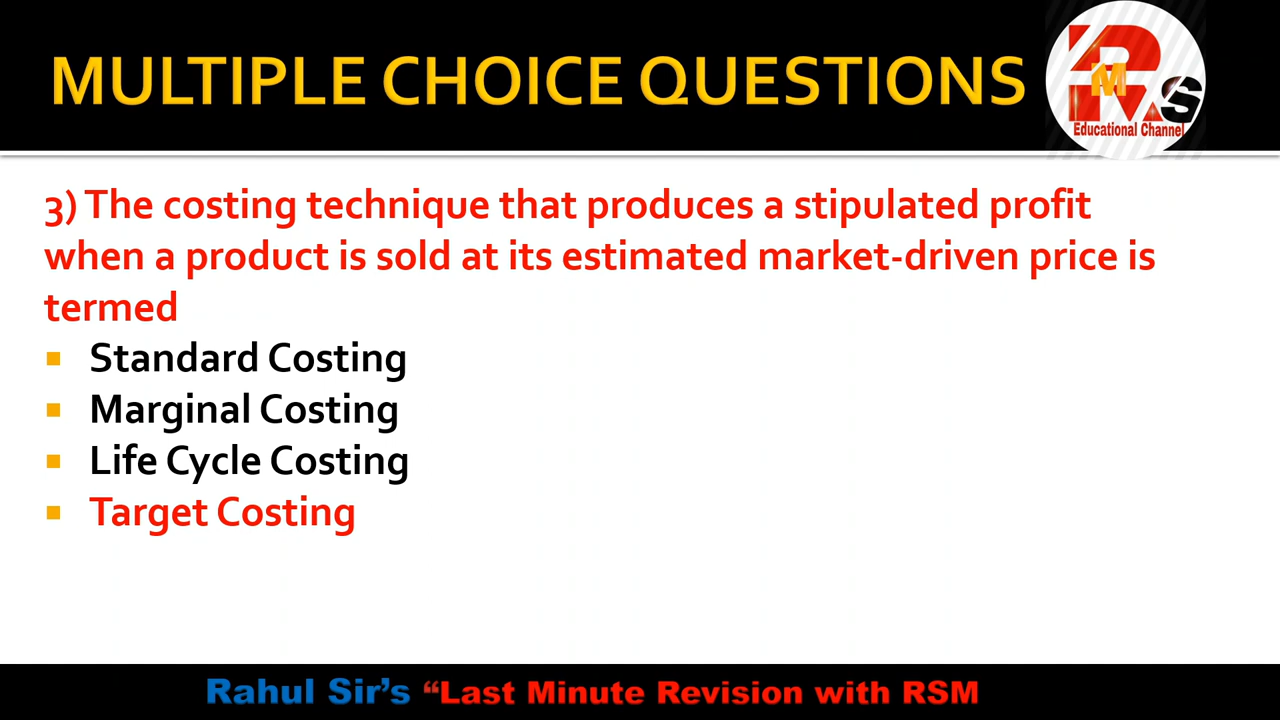 MULTIPLE CHOICE QUESTIONS
RMS
Educational Channel
3) The costing technique that produces a stipulated profit
when a product is sold at its estimated market-driven price is
termed
Standard Costing
Marginal Costing
Life Cycle Costing
Target Costing
Rahul Sir’s “Last Minute Revision with RSM